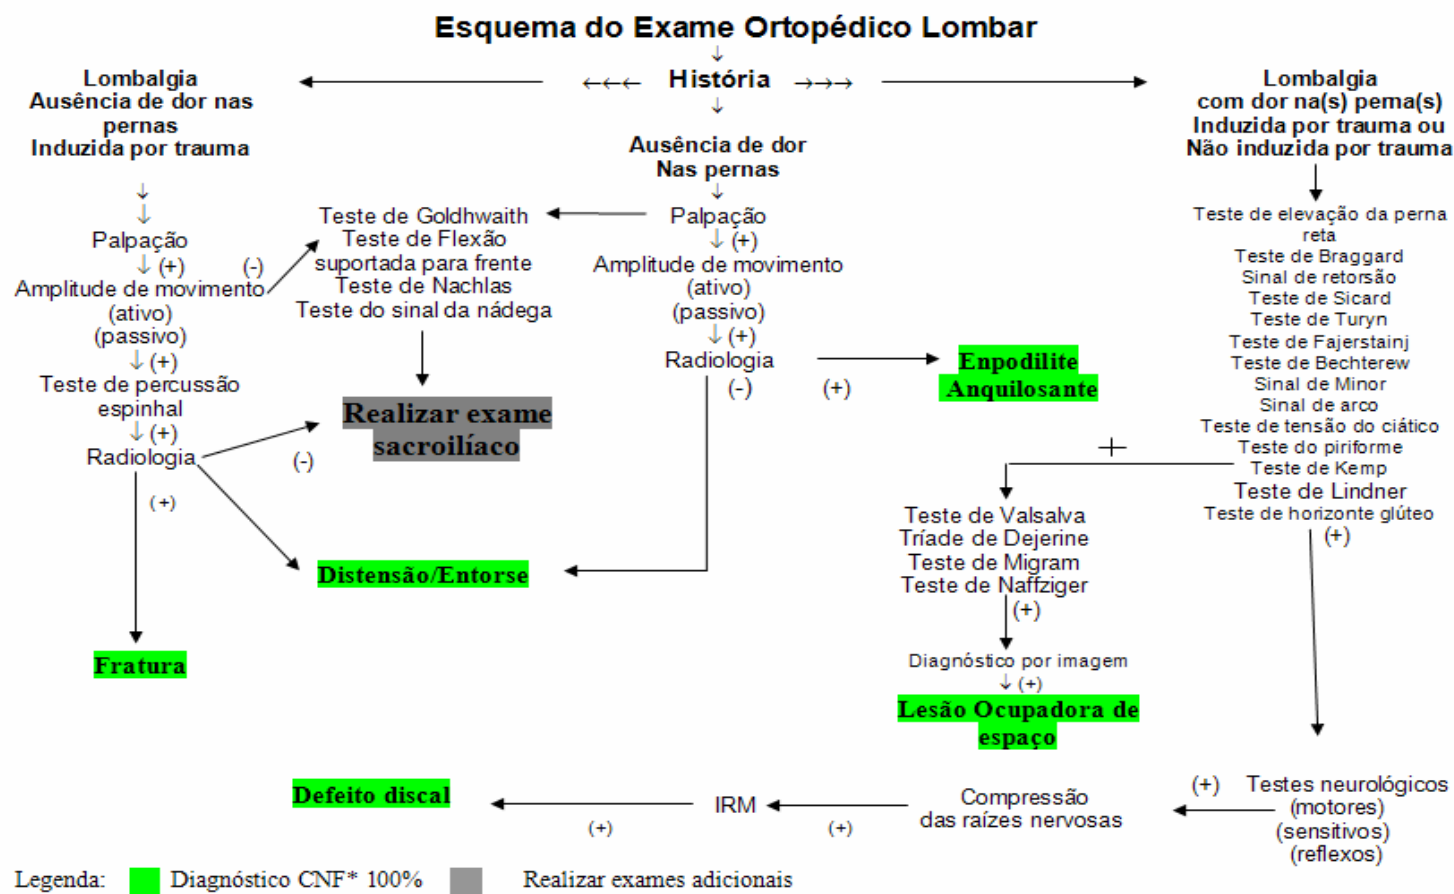 Esquema do Exame Ortopédico Lombar
↓
Lombalgia
Ausência de dor nas
pernas
Induzida por trauma
←←← História →→→
↓
Lombalgia
com dor na(s) perna(s)
Induzida por trauma ou
Não induzida por trauma
↓
↓
Palpação
↓ (+)
(-)
Amplitude de movimento
(ativo)
(passivo)
↓ (+)
Teste de percussão
espinhal
↓ (+)
Radiologia
(-)
(+)
Fratura
Teste de Goldhwaith
Teste de Flexão
suportada para frente
Teste de Nachlas
Teste do sinal da nádega
Realizar exame
sacroilíaco
Distensão/Entorse
Ausência de dor
Nas pernas
↓
Palpação
↓ (+)
Amplitude de movimento
(ativo)
(passivo)
↓ (+)
Radiologia
(-)
(+)
Enpodilite
Anquilosante
Teste de elevação da perna
reta
Teste de Braggard
Sinal de retorsão
Teste de Sicard
Teste de Turyn
Teste de Fajerstainj
Teste de Bechterew
Sinal de Minor
Sinal de arco
Teste de tensão do ciático
Teste do piriforme
Teste de Kemp
Teste de Lindner
Teste de horizonte glúteo
(+)
+
Teste de Valsalva
Tríade de Dejerine
Teste de Migram
Teste de Naffziger
(+)
Diagnóstico por imagem
↓ (+)
Lesão Ocupadora de
espaço
Testes neurológicos
(motores)
(sensitivos)
(reflexos)
(+)
Compressão
das raízes nervosas
(+)
IRM
(+)
Defeito discal
Legenda: Diagnóstico CNF* 100% Realizar exames adicionais